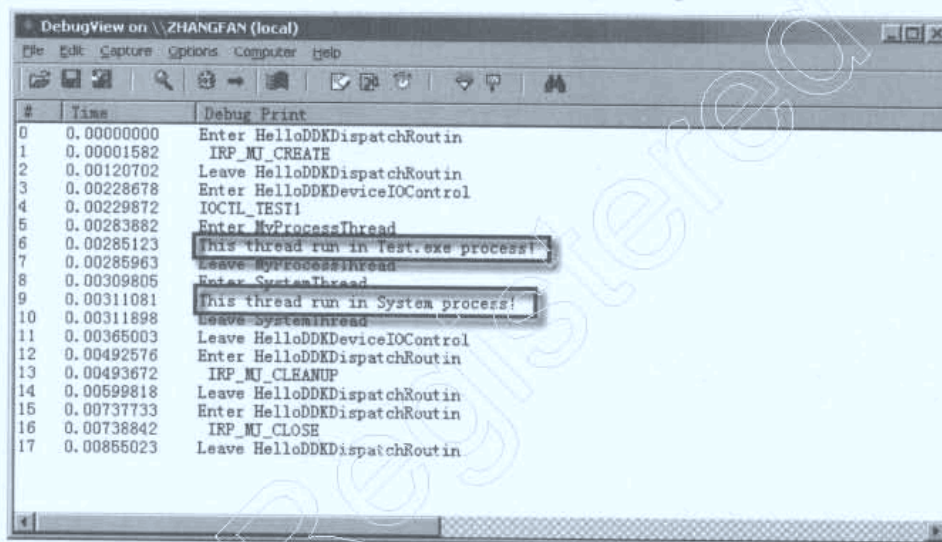 DebugView on \\ZHANGFAN (local)
File Edit Capture Options Computer Help
# Time Debug Print
0 0.00000000 Enter HelloDDKDispatchRoutin
1 0.00001582 IRP_MJ_CREATE
2 0.00120702 Leave HelloDDKDispatchRoutin
3 0.00228678 Enter HelloDDKDeviceIOControl
4 0.00229872 IOCTL_TEST1
5 0.00283882 Enter MyProcessThread
6 0.00285123 This thread run in Test.exe process!
7 0.00285963 Leave MyProcessThread
8 0.00309805 Enter SystemThread
9 0.00311081 This thread run in System process!
10 0.00311898 Leave SystemThread
11 0.00365003 Leave HelloDDKDeviceIOControl
12 0.00492576 Enter HelloDDKDispatchRoutin
13 0.00493672 IRP_MJ_CLEANUP
14 0.00599818 Leave HelloDDKDispatchRoutin
15 0.00737733 Enter HelloDDKDispatchRoutin
16 0.00738842 IRP_MJ_CLOSE
17 0.00855023 Leave HelloDDKDispatchRoutin
Registered